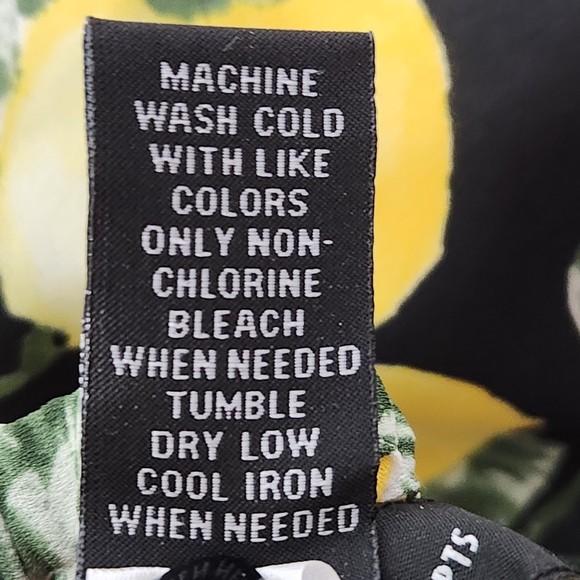 MACHINE
WASH COLD
WITH LIKE
COLORS
ONLY NON-
CHLORINE
BLEACH
WHEN NEEDED
TUMBLE
DRY LOW
COOL IRON
WHEN NEEDED